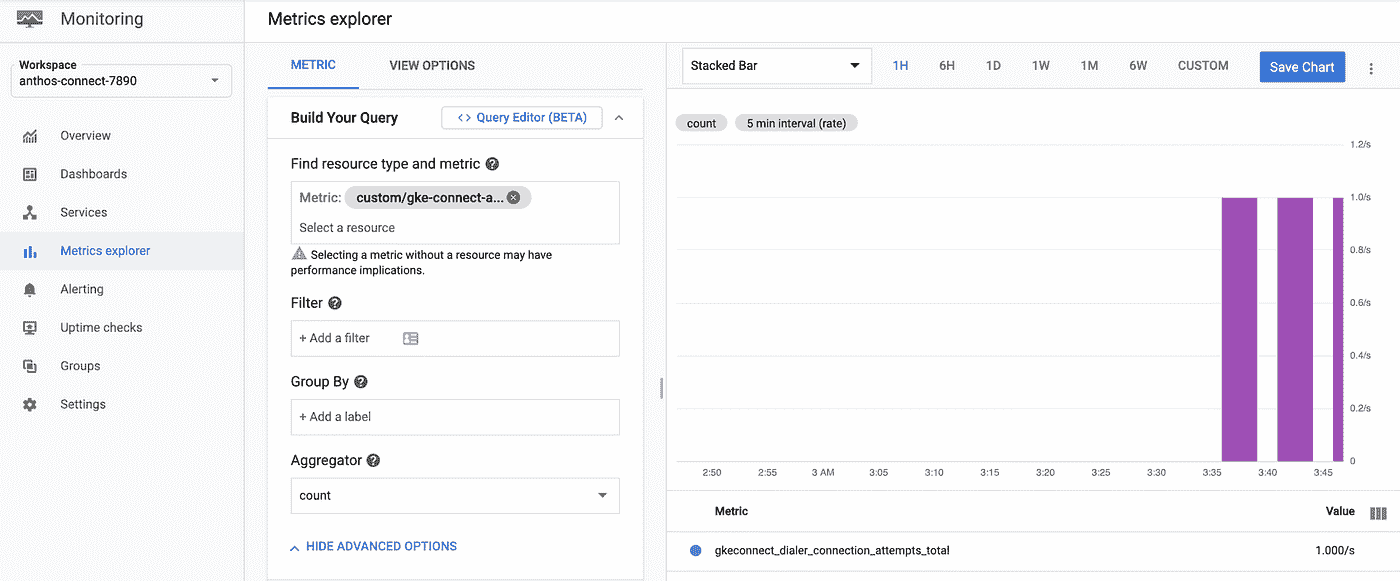 Monitoring
Workspace
anthos-connect-7890
Overview
Dashboards
Services
Metrics explorer
Alerting
Uptime checks
Groups
Settings
Metrics explorer
METRIC
VIEW OPTIONS
Build Your Query
<> Query Editor (BETA)
Find resource type and metric ?
Metric: custom/gke-connect-a...
Select a resource
Selecting a metric without a resource may have
performance implications.
Filter ?
+ Add a filter
Group By ?
+ Add a label
Aggregator ?
count
HIDE ADVANCED OPTIONS
Stacked Bar
1H 6H 1D 1W 1M 6W CUSTOM
Save Chart
count
5 min interval (rate)
1.2/s
1.0/s
0.8/s
0.6/s
0.4/s
0.2/s
0
2:50 2:55 3 AM 3:05 3:10 3:15 3:20 3:25 3:30 3:35 3:40 3:45
Metric Value
gkeconnect_dialer_connection_attempts_total 1.000/s